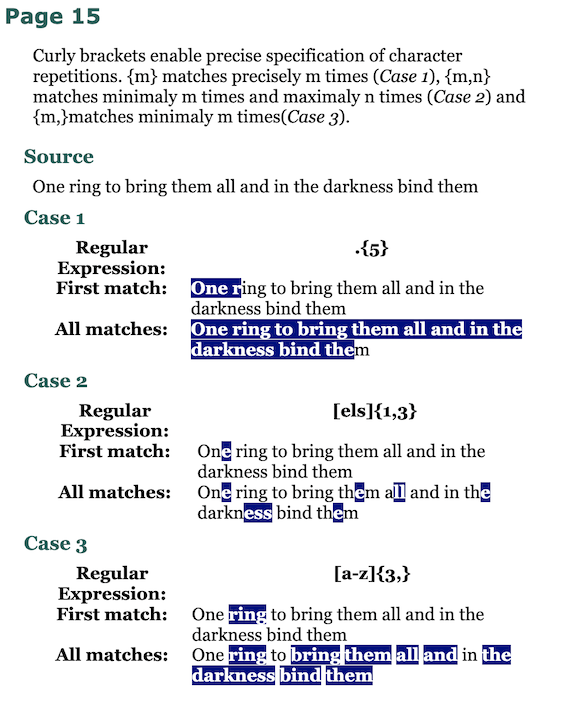 Page 15
Curly brackets enable precise specification of character
repetitions. {m} matches precisely m times (Case 1), {m,n}
matches minimaly m times and maximaly n times (Case 2) and
{m,}matches minimaly m times(Case 3).
Source
One ring to bring them all and in the darkness bind them
Case 1
Regular Expression: .{5}
First match: One ring to bring them all and in the
darkness bind them
All matches: One ring to bring them all and in the
darkness bind them
Case 2
Regular Expression: [els]{1,3}
First match: One ring to bring them all and in the
darkness bind them
All matches: One ring to bring them all and in the
darkness bind them
Case 3
Regular Expression: [a-z]{3,}
First match: One ring to bring them all and in the
darkness bind them
All matches: One ring to bring them all and in the
darkness bind them